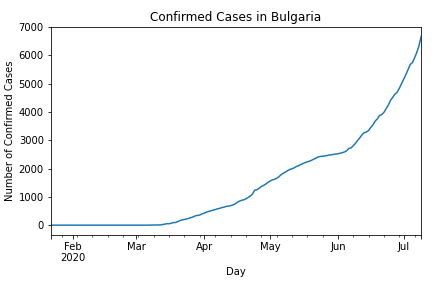 Confirmed Cases in Bulgaria
7000
6000
5000
4000
3000
2000
1000
0
Number of Confirmed Cases
Feb
2020
Mar
Apr
May
Jun
Jul
Day